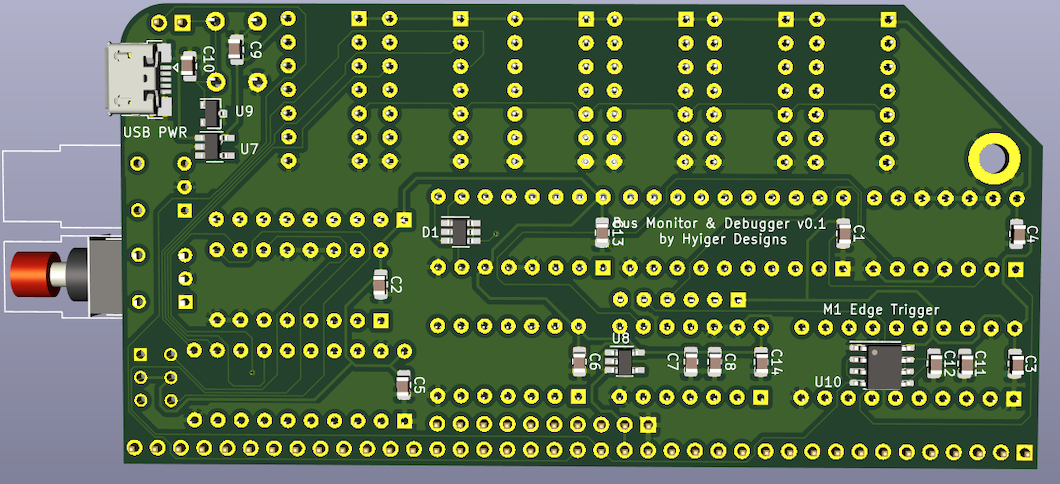 C10
C9
U9
USB PWR
U7
D1
C13
Bus Monitor & Debugger v0.1
by Hyiger Designs
C1
C4
C2
M1 Edge Trigger
U8
C5
C6
C7
C8
C14
U10
C12
C11
C3